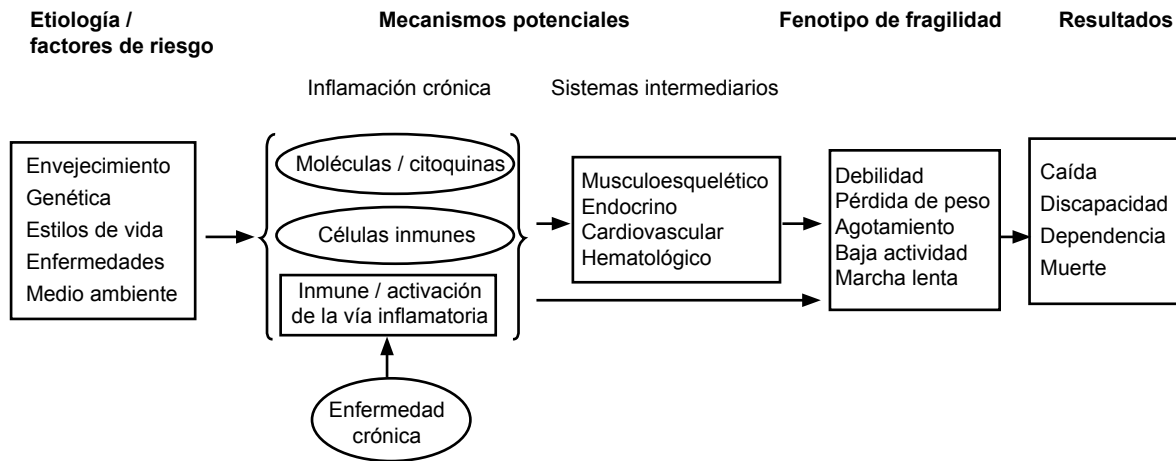 Etiología /
factores de riesgo
Mecanismos potenciales
Fenotipo de fragilidad
Resultados
Inflamación crónica
Sistemas intermediarios
Envejecimiento
Genética
Estilos de vida
Enfermedades
Medio ambiente
Moléculas / citoquinas
Células inmunes
Inmune / activación
de la vía inflamatoria
Enfermedad
crónica
Musculoesquelético
Endocrino
Cardiovascular
Hematológico
Debilidad
Pérdida de peso
Agotamiento
Baja actividad
Marcha lenta
Caída
Discapacidad
Dependencia
Muerte